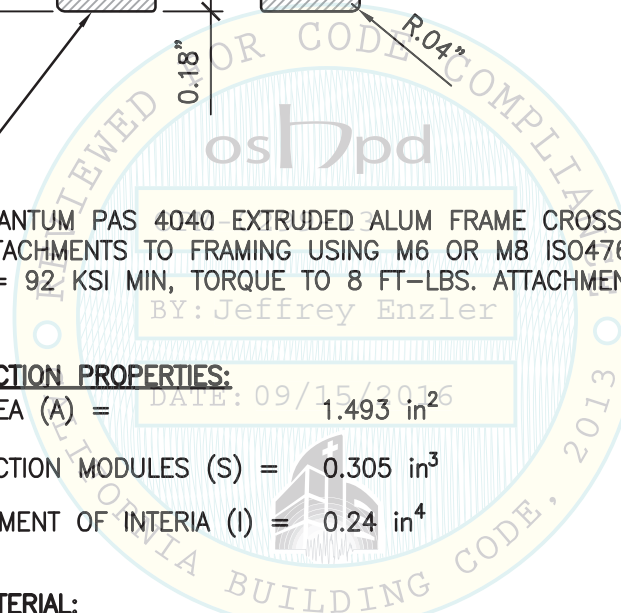 0.18"
R.04"
REVIEWED FOR CODE COMPLIANCE
oshpd
ANTUM PAS 4040 EXTRUDED ALUM FRAME CROSS
TACHMENTS TO FRAMING USING M6 OR M8 ISO476
= 92 KSI MIN, TORQUE TO 8 FT-LBS. ATTACHMEN
BY: Jeffrey Enzler
CTION PROPERTIES:
EA (A) = 1.493 in²
DATE: 09/15/2016
CTION MODULES (S) = 0.305 in³
MENT OF INTERIA (I) = 0.24 in⁴
CALIFORNIA BUILDING CODE, 2013
TERIAL: